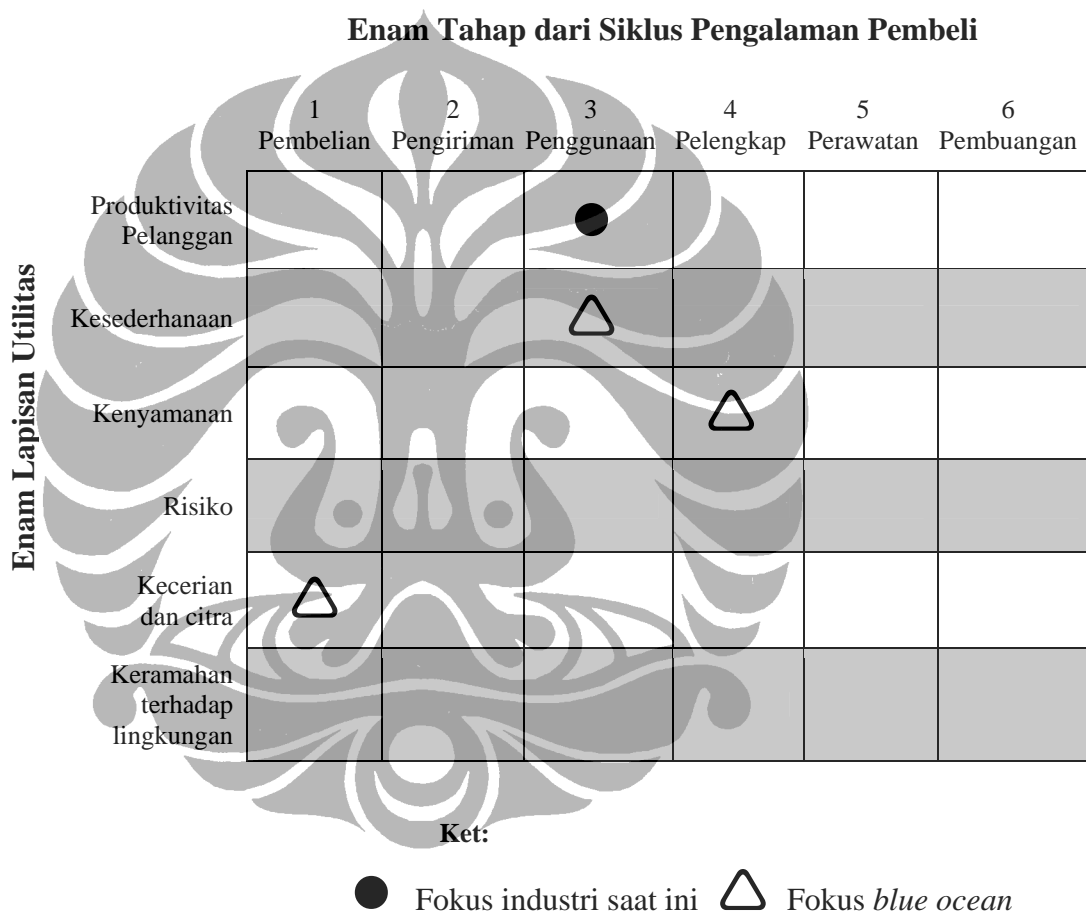 Enam Tahap dari Siklus Pengalaman Pembeli
1 2 3 4 5 6
Pembelian Pengiriman Penggunaan Pelengkap Perawatan Pembuangan
Enam Lapisan Utilitas
Produktivitas
Pelanggan
Kesederhanaan
Kenyamanan
Risiko
Kecerian
dan citra
Keramahan
terhadap
lingkungan
Ket:
Fokus industri saat ini Fokus blue ocean